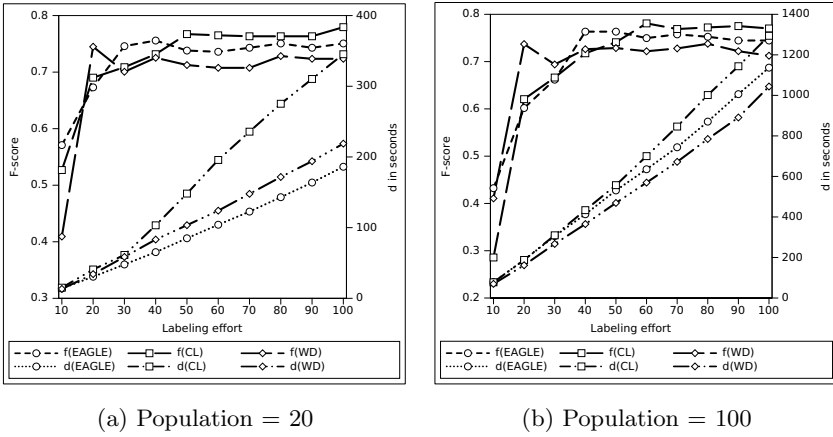 F-score
0.8
0.7
0.6
0.5
0.4
0.3
d in seconds
400
300
200
100
0
10 20 30 40 50 60 70 80 90 100
Labeling effort
f(EAGLE) f(CL) f(WD)
d(EAGLE) d(CL) d(WD)
(a) Population = 20
F-score
0.8
0.7
0.6
0.5
0.4
0.3
0.2
d in seconds
1400
1200
1000
800
600
400
200
0
10 20 30 40 50 60 70 80 90 100
Labeling effort
f(EAGLE) f(CL) f(WD)
d(EAGLE) d(CL) d(WD)
(b) Population = 100